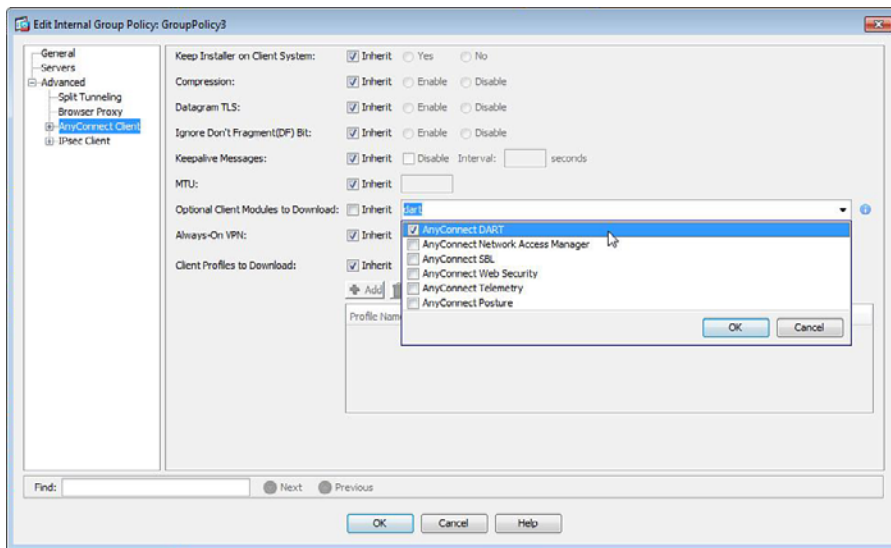 Edit Internal Group Policy: GroupPolicy3
General
Servers
Advanced
Split Tunneling
Browser Proxy
AnyConnect Client
IPsec Client
Keep Installer on Client System: Inherit Yes No
Compression: Inherit Enable Disable
Datagram TLS: Inherit Enable Disable
Ignore Don't Fragment(DF) Bit: Inherit Enable Disable
Keepalive Messages: Inherit Disable Interval: seconds
MTU: Inherit
Optional Client Modules to Download: Inherit dart
AnyConnect DART
Always-On VPN: Inherit
AnyConnect Network Access Manager
AnyConnect SBL
Client Profiles to Download: Inherit
AnyConnect Web Security
AnyConnect Telemetry
AnyConnect Posture
Add
OK Cancel
Profile Nam
Find: Next Previous
OK Cancel Help